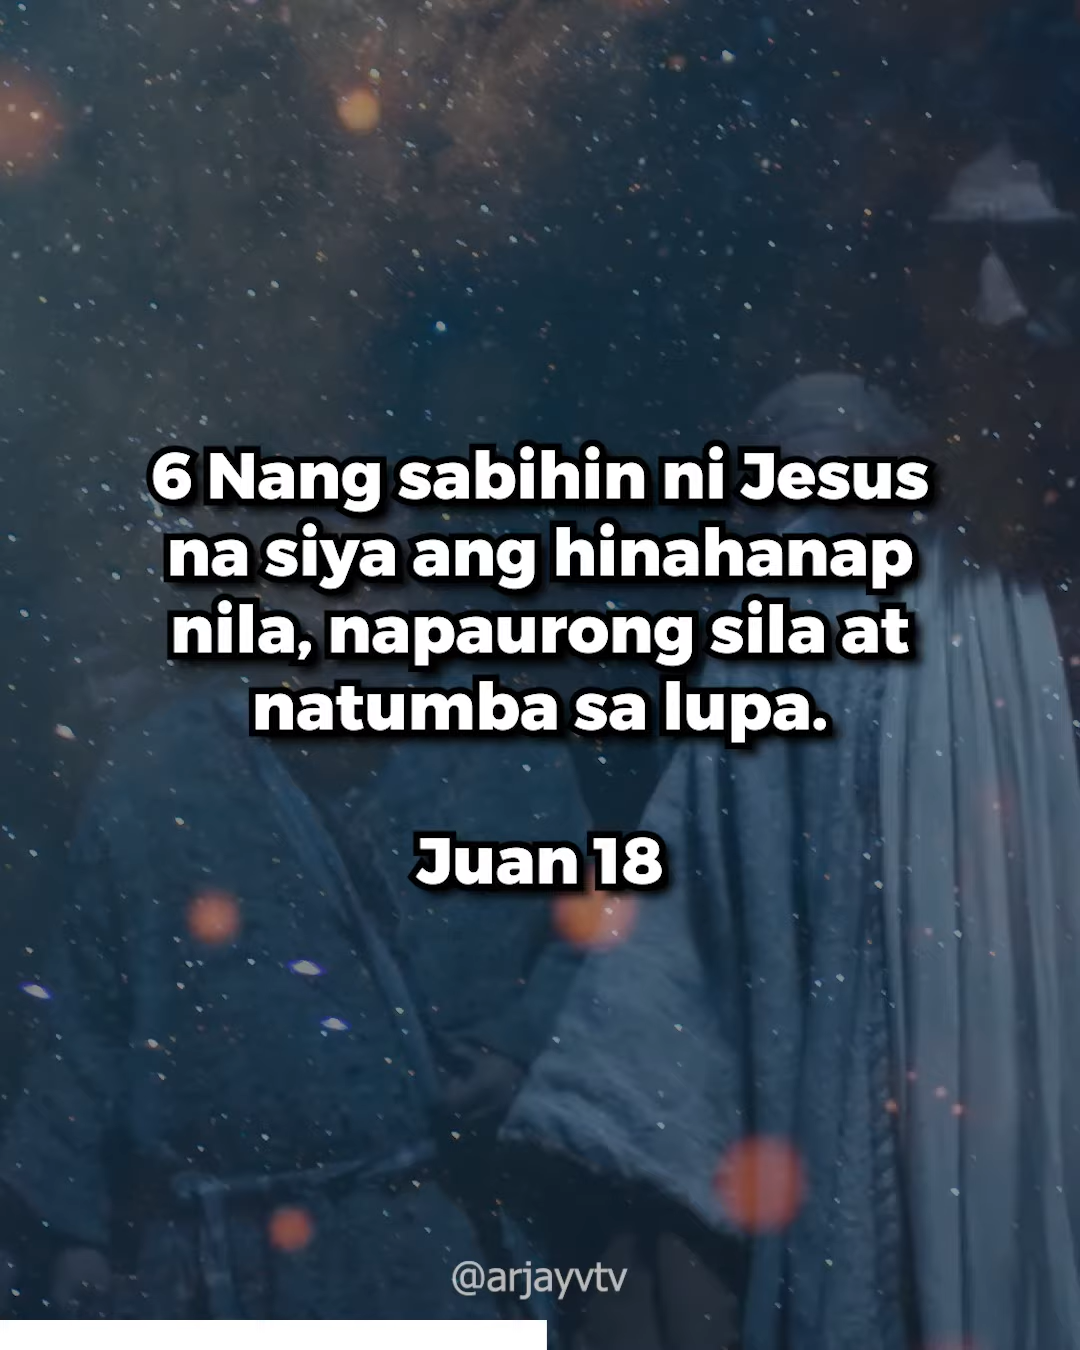 6 Nang sabihin ni Jesus
na siya ang hinahanap
nila, napaurong sila at
natumba sa lupa.
Juan 18
@arjayvtv